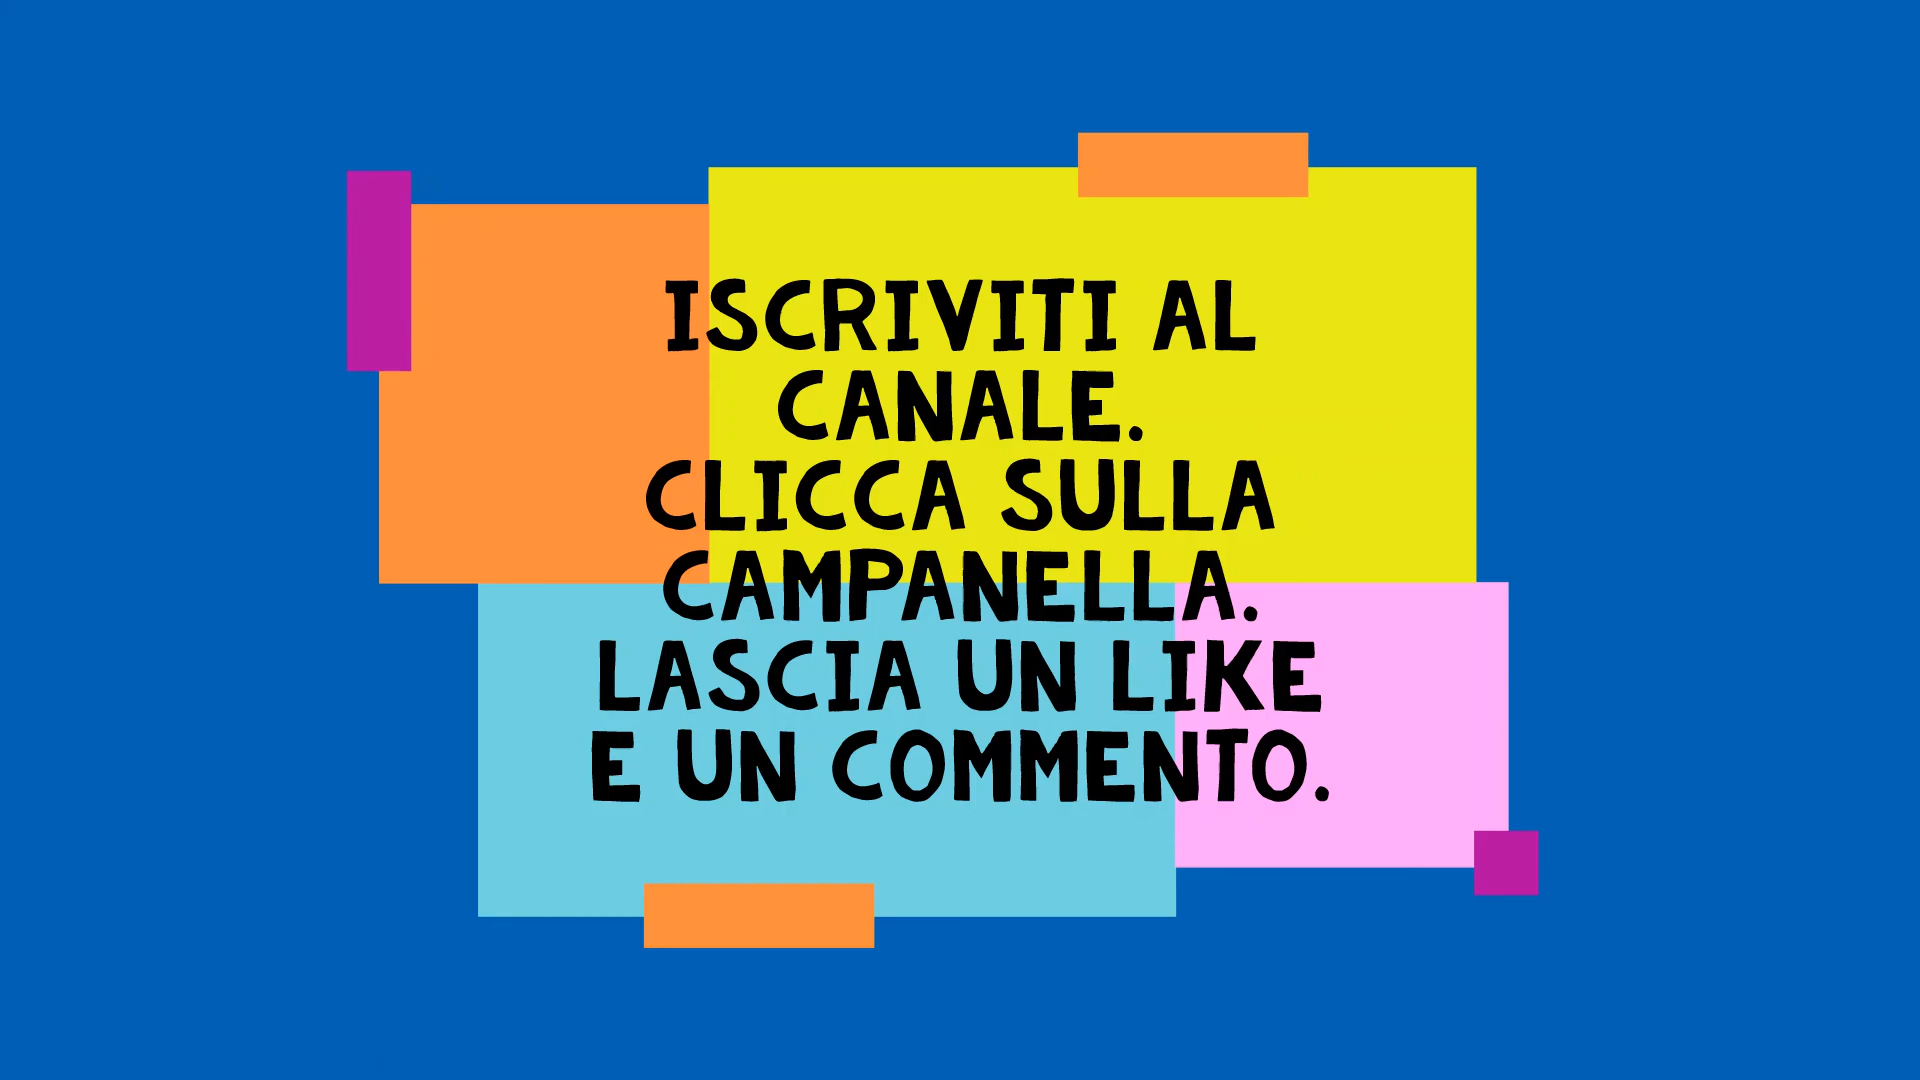 ISCRIVITI AL
CANALE.
CLICCA SULLA
CAMPANELLA.
LASCIA UN LIKE
E UN COMMENTO.